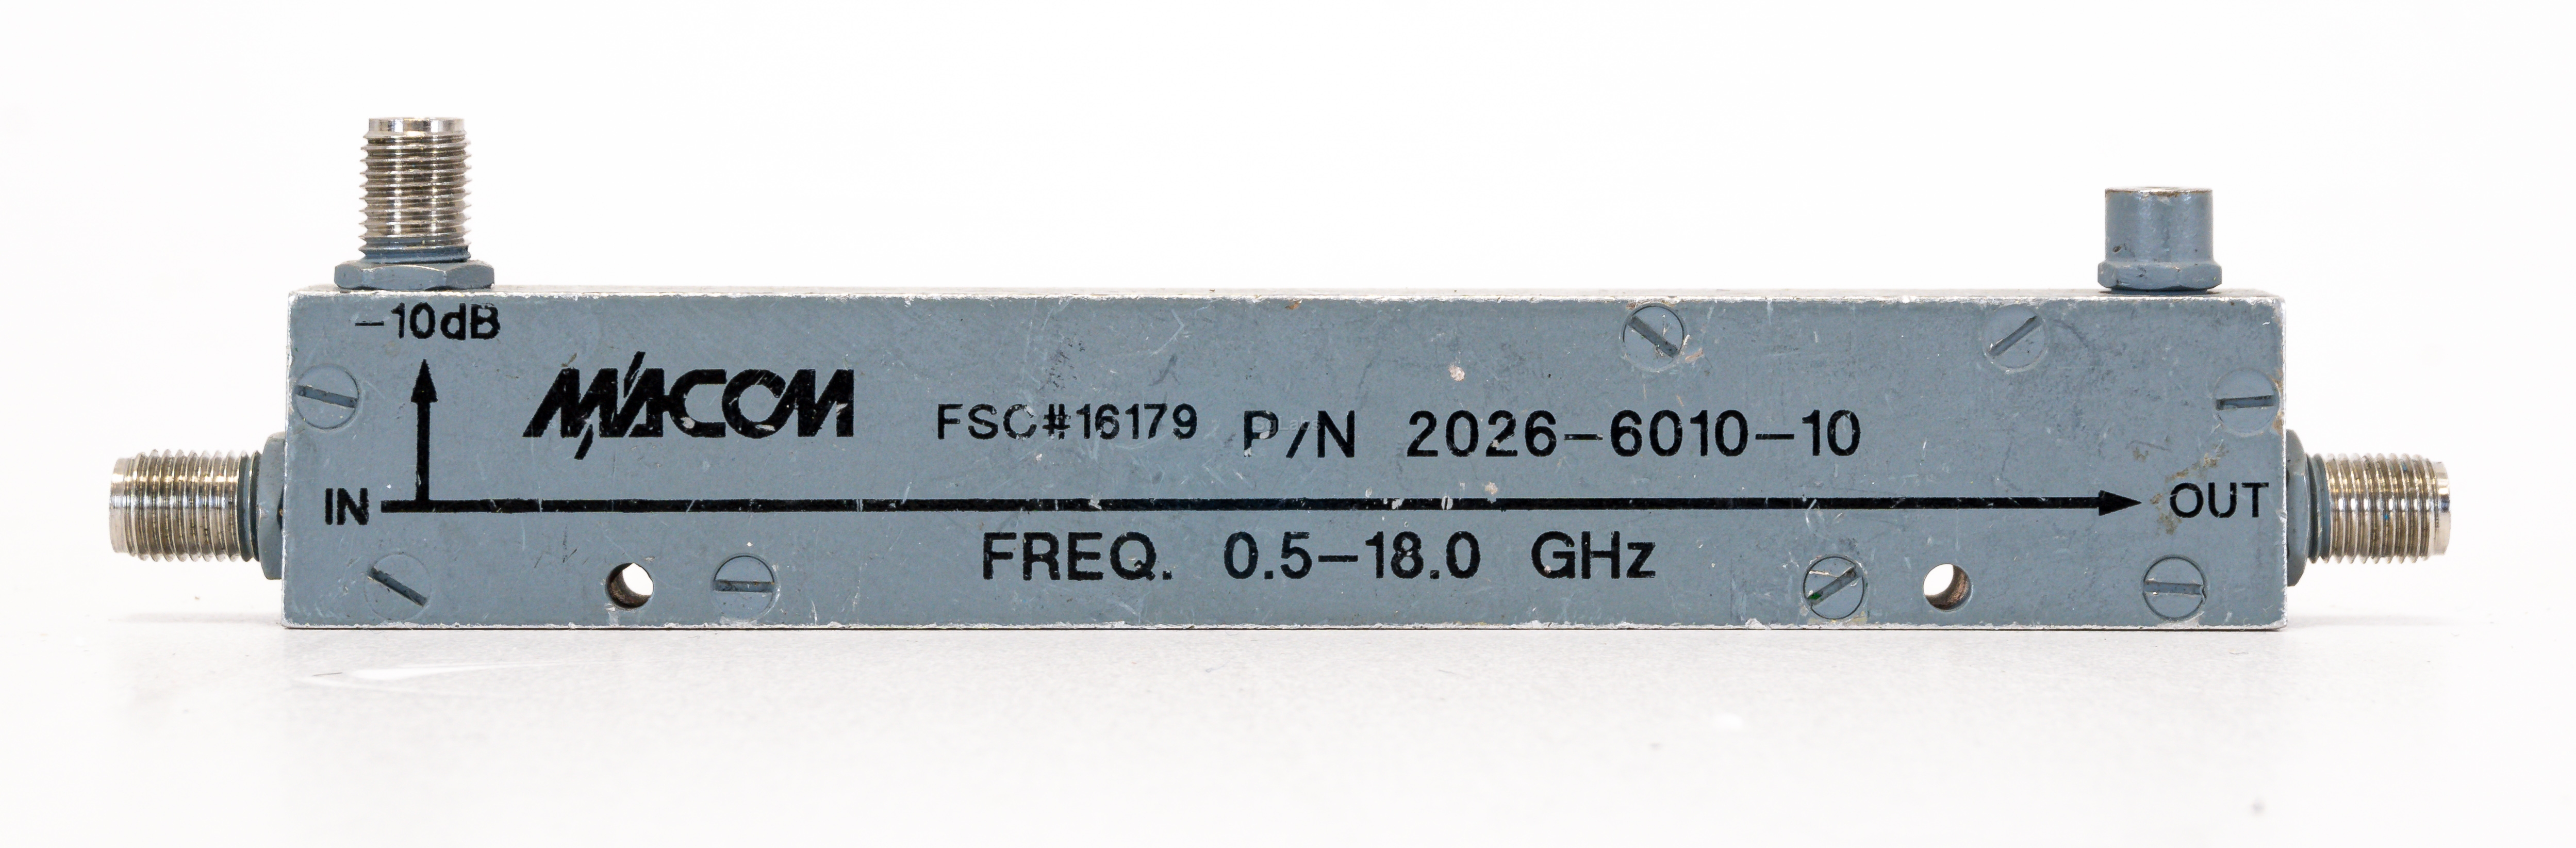 -10dB
M/ACOM FSC#16179 P/N 2026-6010-10
IN OUT
FREQ. 0.5-18.0 GHz